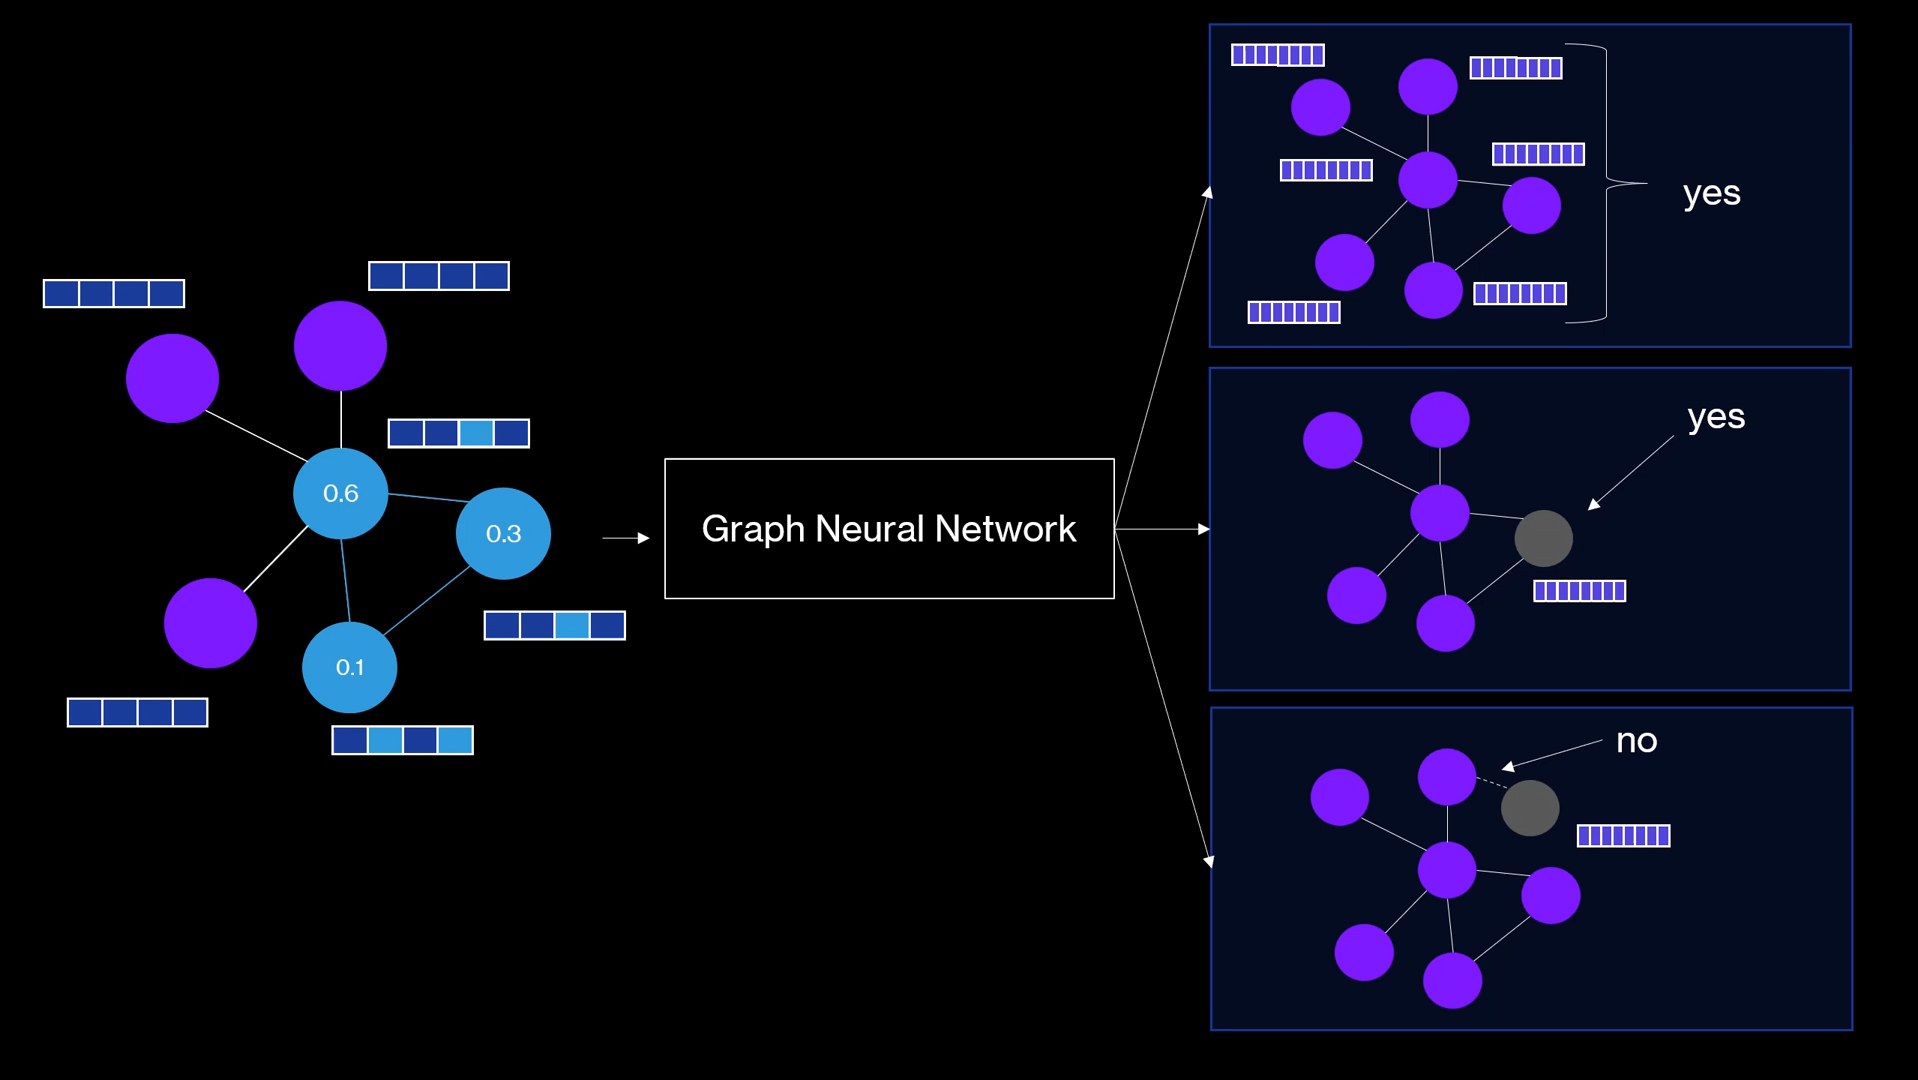 0.6
0.3
0.1
Graph Neural Network
yes
yes
no